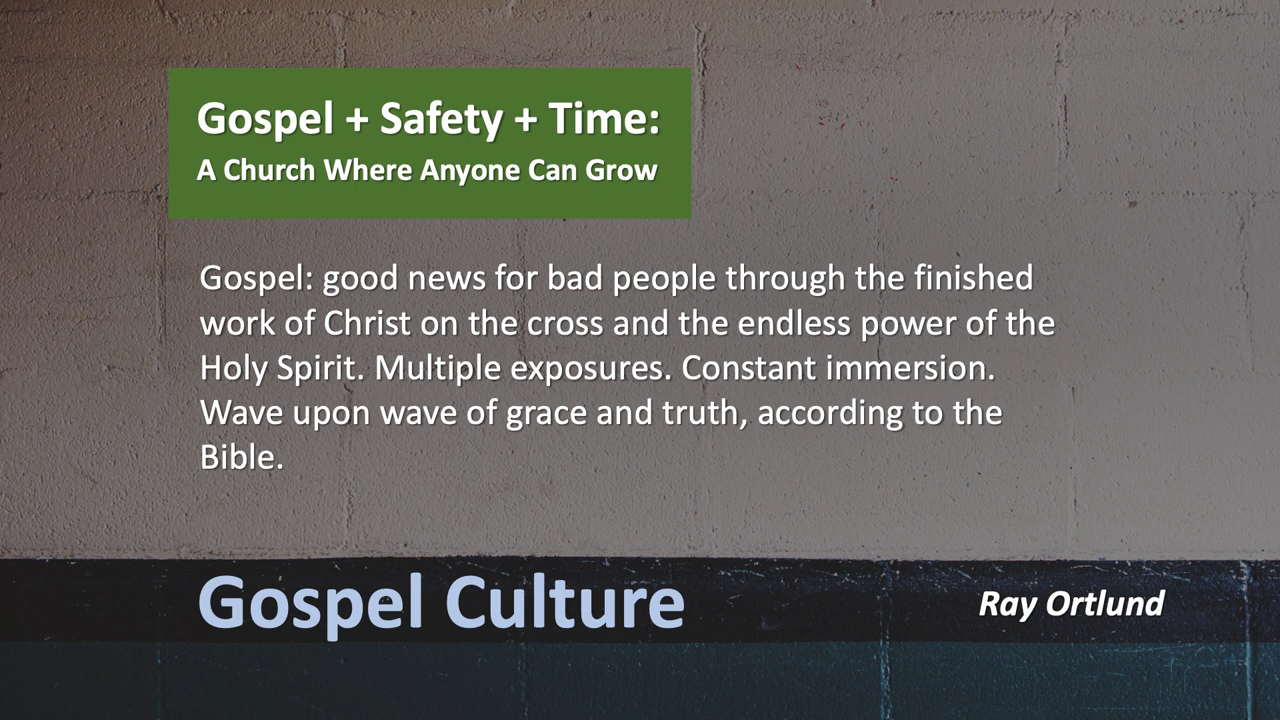 Gospel + Safety + Time:
A Church Where Anyone Can Grow
Gospel: good news for bad people through the finished
work of Christ on the cross and the endless power of the
Holy Spirit. Multiple exposures. Constant immersion.
Wave upon wave of grace and truth, according to the
Bible.
Gospel Culture
Ray Ortlund